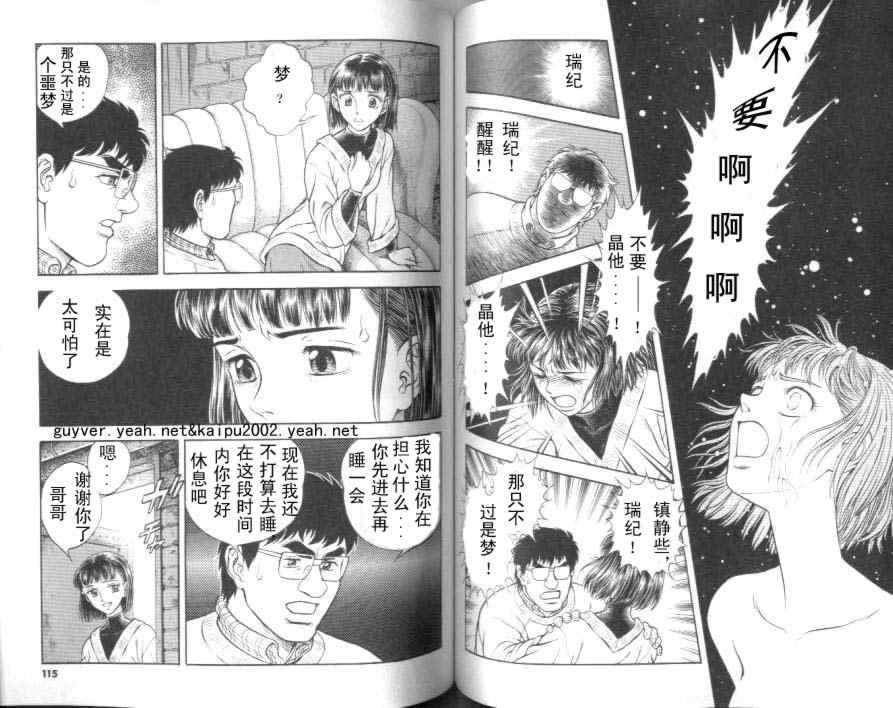 不
要
啊
啊
啊
瑞纪
瑞纪！
醒醒！！
不要——！
晶他．．．．！
晶他．．．．！
镇静些，
瑞纪！
那只不
过是梦！
梦？
是的．．．
那只不过是
个噩梦
实在是
太可怕了
guyver.yeah.net&kaipu2002.yeah.net
我知道你在
担心什么．．
你先进去再
睡一会
现在我还
不打算去睡
在这段时间
内你好好
休息吧
嗯．．．
谢谢你了
哥哥
115